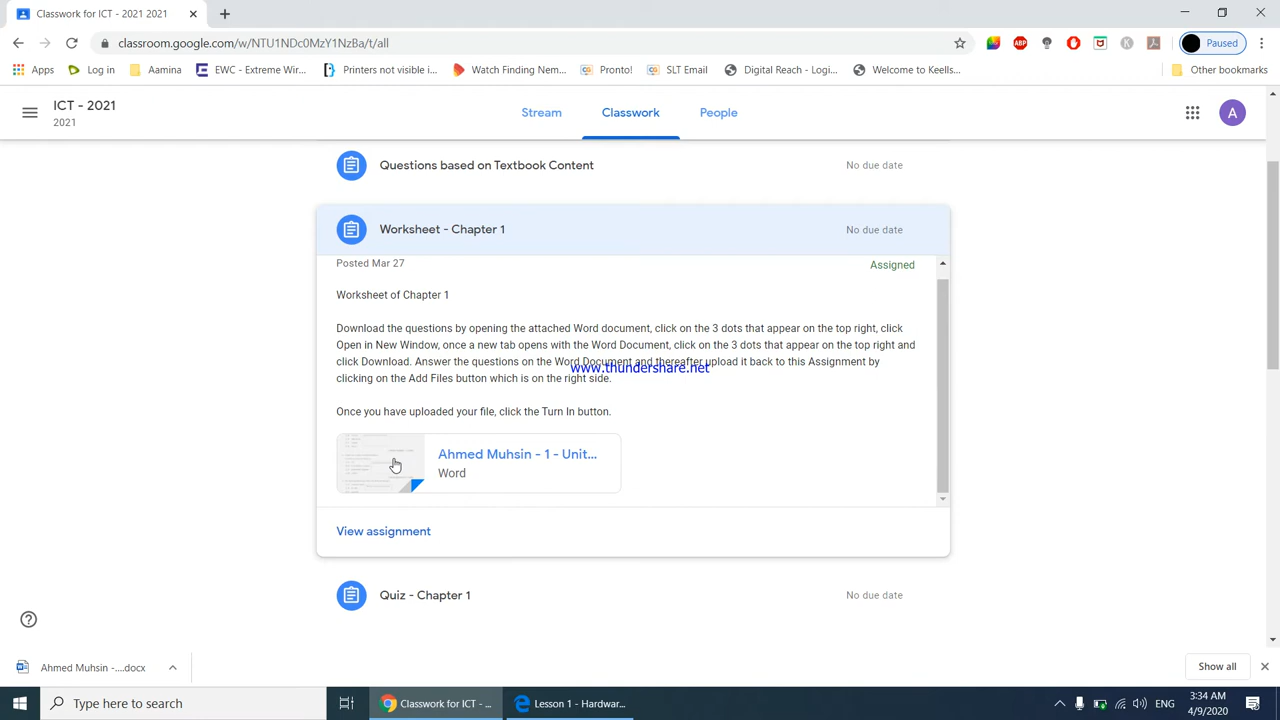 Classwork for ICT - 2021 2021
classroom.google.com/w/NTU1NDc0MzY1NzBa/t/all
ABP
Paused
Apps
Log in
Aamina
EWC - Extreme Wir...
Printers not visible i...
Watch Finding Nem...
Pronto!
SLT Email
Digital Reach - Logi...
Welcome to Keells...
Other bookmarks
ICT - 2021
2021
Stream
Classwork
People
A
Questions based on Textbook Content
No due date
Worksheet - Chapter 1
No due date
Posted Mar 27
Assigned
Worksheet of Chapter 1
Download the questions by opening the attached Word document, click on the 3 dots that appear on the top right, click
Open in New Window, once a new tab opens with the Word Document, click on the 3 dots that appear on the top right and
click Download. Answer the questions on the Word Document and thereafter upload it back to this Assignment by
www.thundershare.net
clicking on the Add Files button which is on the right side.
Once you have uploaded your file, click the Turn In button.
Ahmed Muhsin - 1 - Unit...
Word
View assignment
Quiz - Chapter 1
No due date
Ahmed Muhsin -....docx
Show all
Type here to search
Classwork for ICT - ...
Lesson 1 - Hardwar...
ENG
3:34 AM
4/9/2020